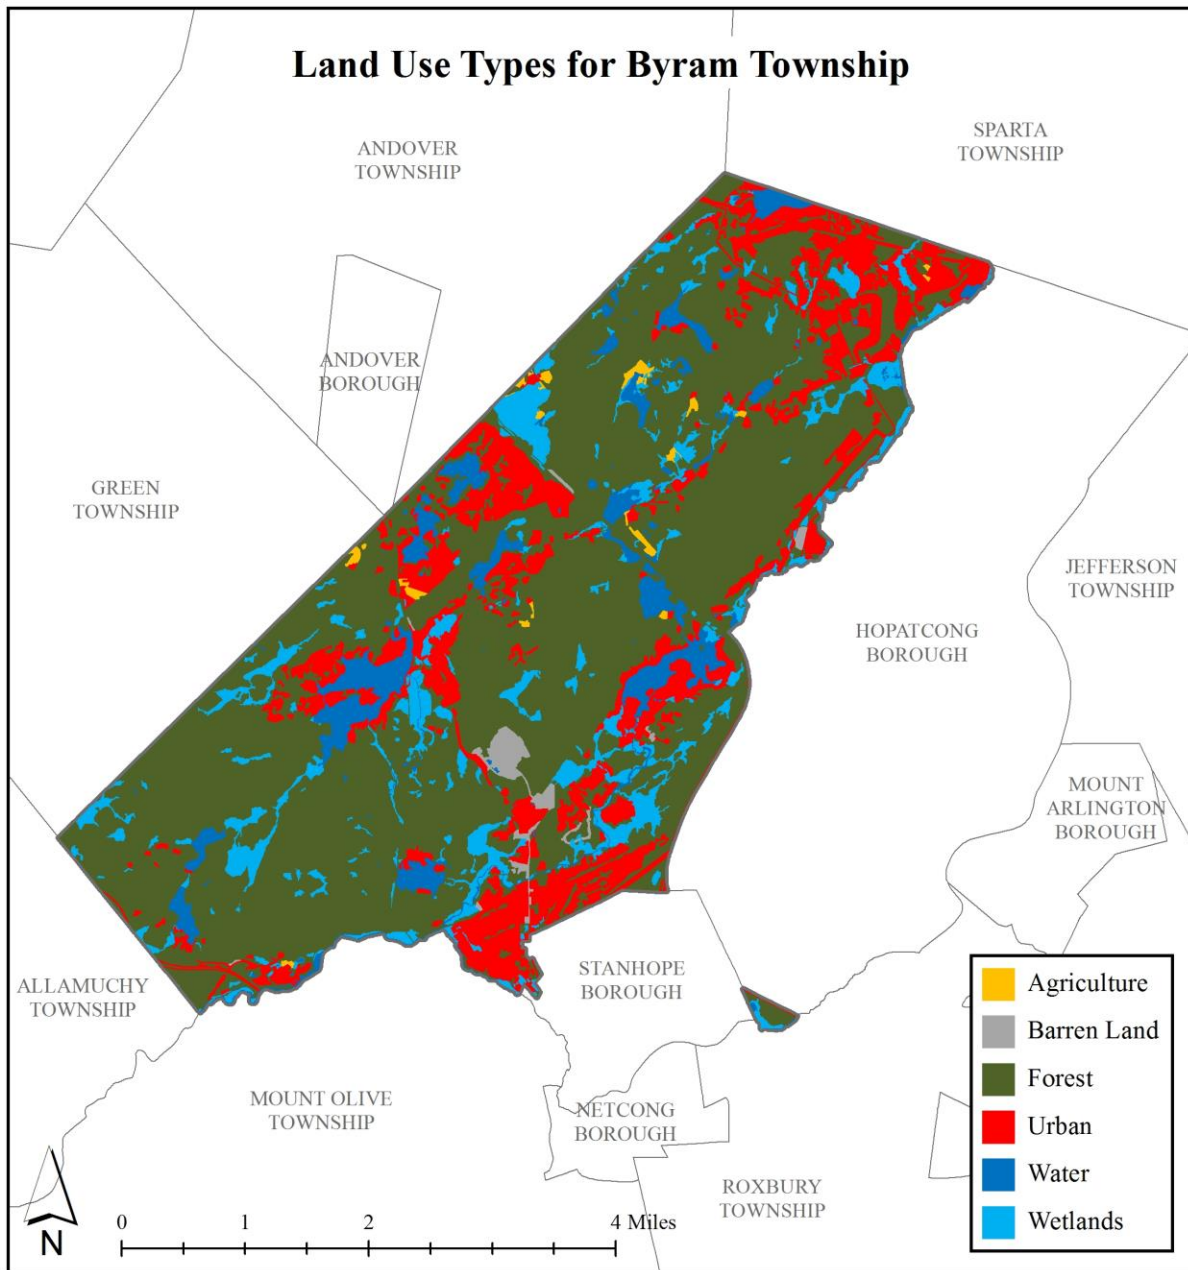 Land Use Types for Byram Township
SPARTA
TOWNSHIP
ANDOVER
TOWNSHIP
ANDOVER
BOROUGH
GREEN
TOWNSHIP
JEFFERSON
TOWNSHIP
HOPATCONG
BOROUGH
MOUNT
ARLINGTON
BOROUGH
STANHOPE
BOROUGH
ALLAMUCHY
TOWNSHIP
MOUNT OLIVE
TOWNSHIP
NETCONG
BOROUGH
ROXBURY
TOWNSHIP
Agriculture
Barren Land
Forest
Urban
Water
Wetlands
N
0 1 2 4 Miles